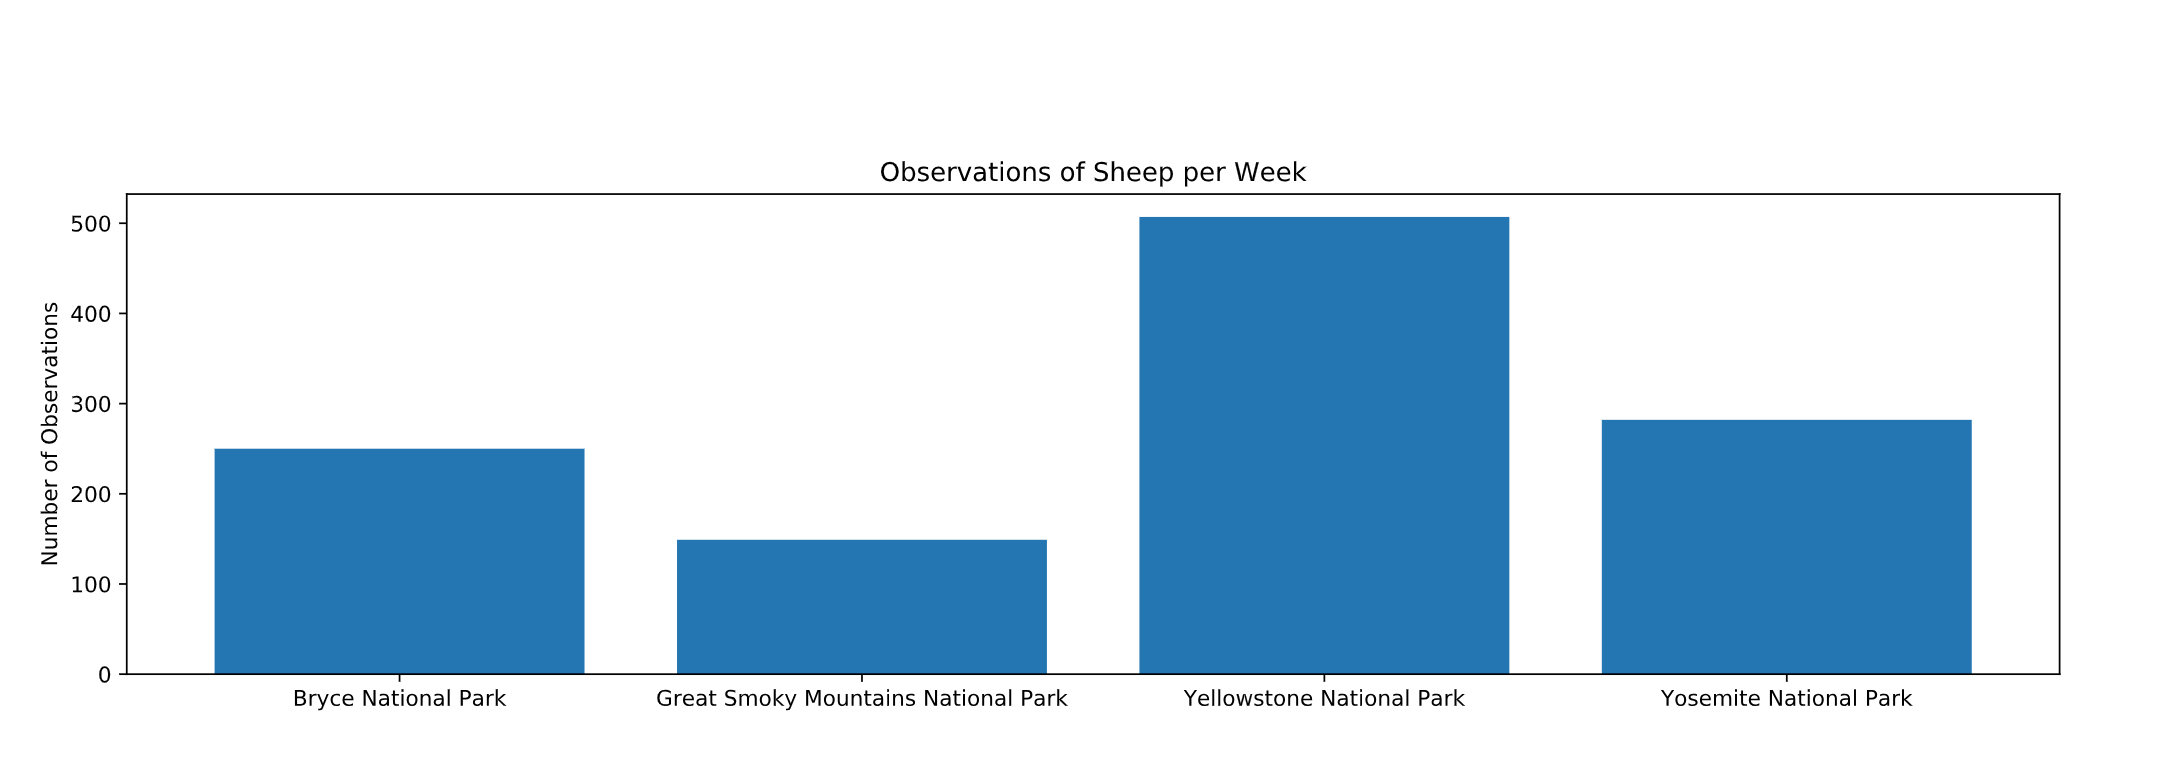 Observations of Sheep per Week
Number of Observations
500
400
300
200
100
0
Bryce National Park
Great Smoky Mountains National Park
Yellowstone National Park
Yosemite National Park